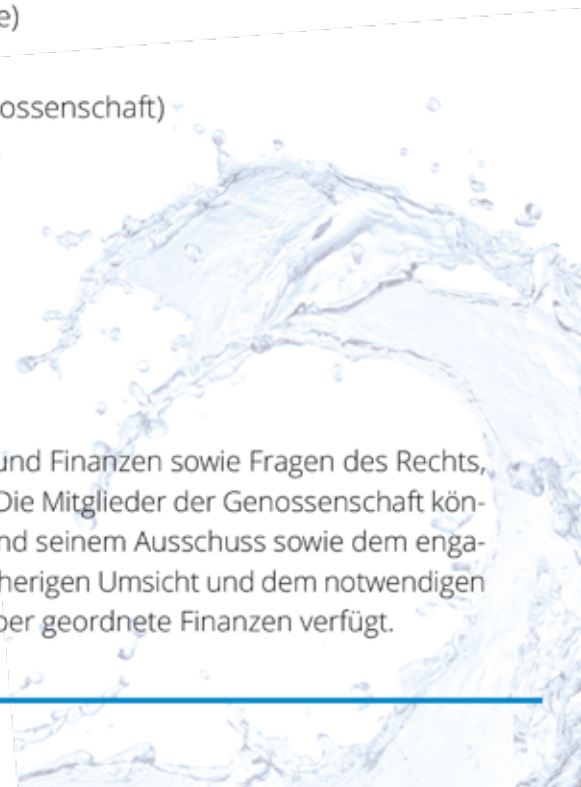 e)
ossenschaft)
und Finanzen sowie Fragen des Rechts,
Die Mitglieder der Genossenschaft kön-
nd seinem Ausschuss sowie dem enga-
herigen Umsicht und dem notwendigen
ber geordnete Finanzen verfügt.